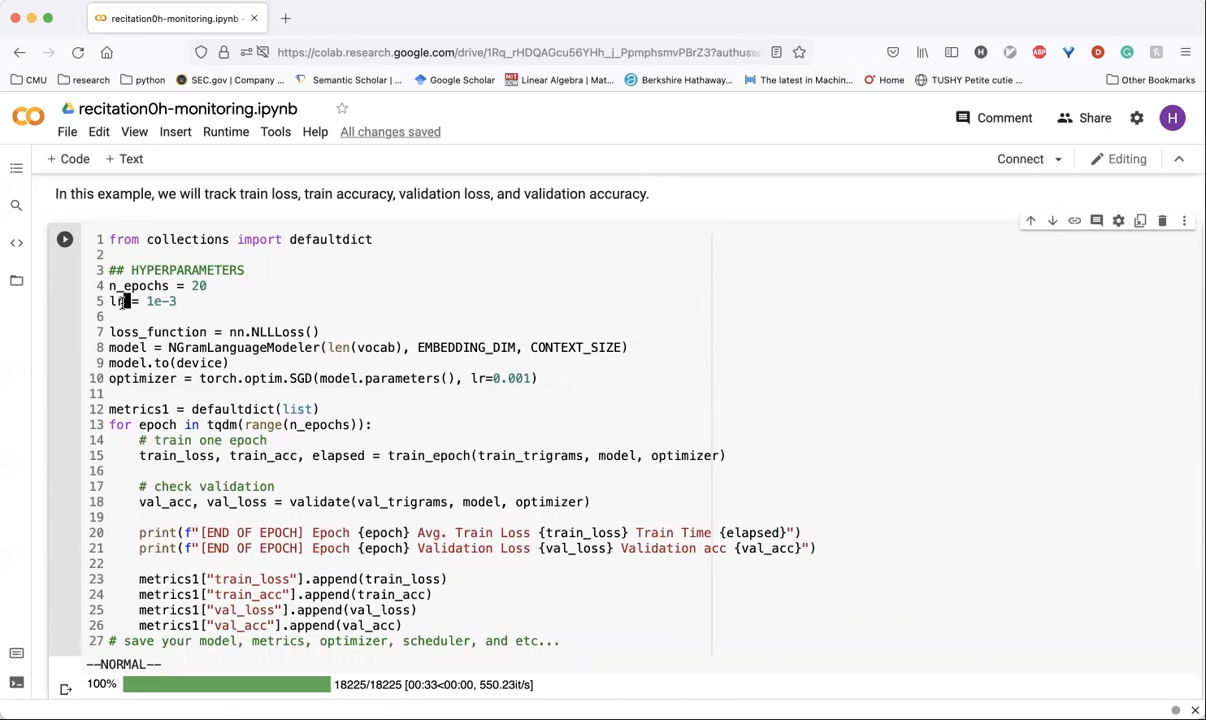 recitation0h-monitoring.ipynb -
https://colab.research.google.com/drive/1Rq_rHDQAGcu56YHh_j_PpmphsmvPBrZ3?authuse
CMU research python SEC.gov | Company ... Semantic Scholar | ... Google Scholar Linear Algebra | Mat... Berkshire Hathaway... The latest in Machin... Home TUSHY Petite cutie ... Other Bookmarks
recitation0h-monitoring.ipynb
Comment Share H
File Edit View Insert Runtime Tools Help All changes saved
+ Code + Text Connect Editing
In this example, we will track train loss, train accuracy, validation loss, and validation accuracy.
1 from collections import defaultdict
2
3 ## HYPERPARAMETERS
4 n_epochs = 20
5 lr = 1e-3
6
7 loss_function = nn.NLLLoss()
8 model = NGramLanguageModeler(len(vocab), EMBEDDING_DIM, CONTEXT_SIZE)
9 model.to(device)
10 optimizer = torch.optim.SGD(model.parameters(), lr=0.001)
11
12 metrics1 = defaultdict(list)
13 for epoch in tqdm(range(n_epochs)):
14 # train one epoch
15 train_loss, train_acc, elapsed = train_epoch(train_trigrams, model, optimizer)
16
17 # check validation
18 val_acc, val_loss = validate(val_trigrams, model, optimizer)
19
20 print(f"[END OF EPOCH] Epoch {epoch} Avg. Train Loss {train_loss} Train Time {elapsed}")
21 print(f"[END OF EPOCH] Epoch {epoch} Validation Loss {val_loss} Validation acc {val_acc}")
22
23 metrics1["train_loss"].append(train_loss)
24 metrics1["train_acc"].append(train_acc)
25 metrics1["val_loss"].append(val_loss)
26 metrics1["val_acc"].append(val_acc)
27 # save your model, metrics, optimizer, scheduler, and etc...
--NORMAL--
100% 18225/18225 [00:33<00:00, 550.23it/s]